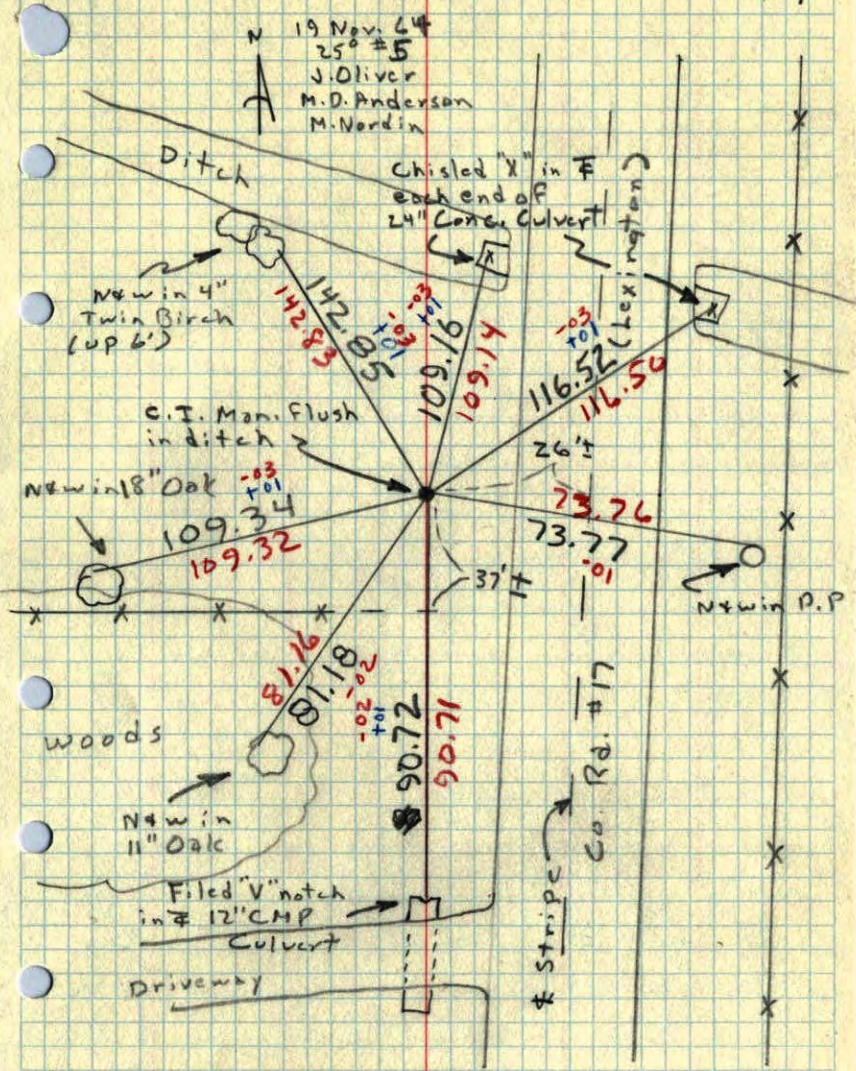 N
19 Nov. 64
25° #5
J. Oliver
M.D. Anderson
M. Nordin
Ditch
Chisled "X" in ℄
each end of
24" Conc. Culvert
(Lexington)
N&W in 4"
Twin Birch
(up 6')
142.85
142.83
-03
+01
109.16
109.14
-03
+01
116.52
116.50
-03
+01
C.I. Mon. Flush
in ditch
26'±
N&W in 18" Oak
-03
+01
109.34
109.32
73.76
73.77
-01
37'±
N&W in P.P
81.16
81.18
-02
-02
+01
90.72
90.71
Woods
Co. Rd. #17
N&W in
11" Oak
Filed "V" notch
in ℄ 12" CMP
Culvert
℄ Stripe
Driveway